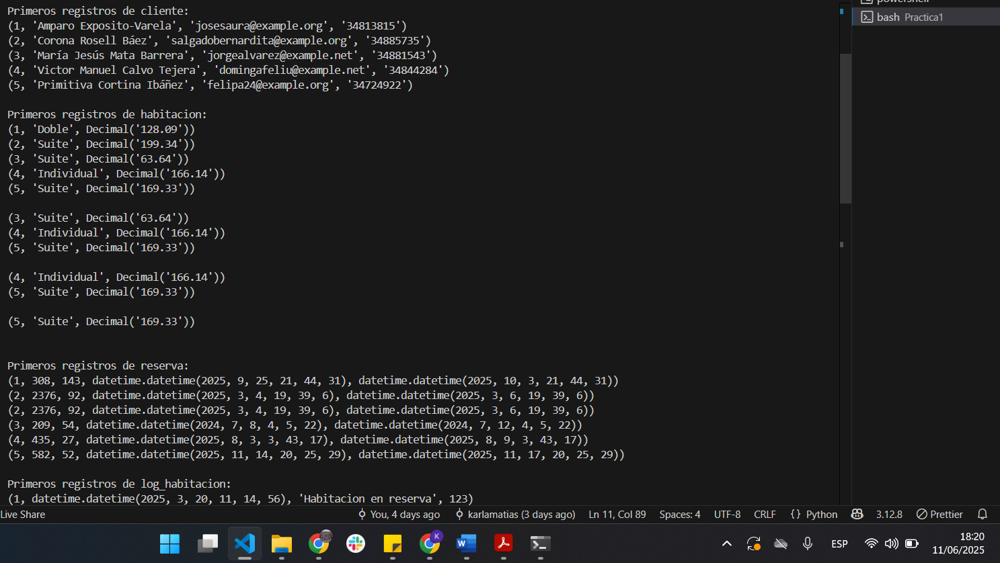 Primeros registros de cliente:
(1, 'Amparo Exposito-Varela', 'josesaura@example.org', '34813815')
(2, 'Corona Rosell Báez', 'salgadobernardita@example.org', '34885735')
(3, 'María Jesús Mata Barrera', 'jorgealvarez@example.net', '34881543')
(4, 'Victor Manuel Calvo Tejera', 'domingafeliu@example.net', '34844284')
(5, 'Primitiva Cortina Ibáñez', 'felipa24@example.org', '34724922')
Primeros registros de habitacion:
(1, 'Doble', Decimal('128.09'))
(2, 'Suite', Decimal('199.34'))
(3, 'Suite', Decimal('63.64'))
(4, 'Individual', Decimal('166.14'))
(5, 'Suite', Decimal('169.33'))
(3, 'Suite', Decimal('63.64'))
(4, 'Individual', Decimal('166.14'))
(5, 'Suite', Decimal('169.33'))
(4, 'Individual', Decimal('166.14'))
(5, 'Suite', Decimal('169.33'))
(5, 'Suite', Decimal('169.33'))
Primeros registros de reserva:
(1, 308, 143, datetime.datetime(2025, 9, 25, 21, 44, 31), datetime.datetime(2025, 10, 3, 21, 44, 31))
(2, 2376, 92, datetime.datetime(2025, 3, 4, 19, 39, 6), datetime.datetime(2025, 3, 6, 19, 39, 6))
(2, 2376, 92, datetime.datetime(2025, 3, 4, 19, 39, 6), datetime.datetime(2025, 3, 6, 19, 39, 6))
(3, 209, 54, datetime.datetime(2024, 7, 8, 4, 5, 22), datetime.datetime(2024, 7, 12, 4, 5, 22))
(4, 435, 27, datetime.datetime(2025, 8, 3, 3, 43, 17), datetime.datetime(2025, 8, 9, 3, 43, 17))
(5, 582, 52, datetime.datetime(2025, 11, 14, 20, 25, 29), datetime.datetime(2025, 11, 17, 20, 25, 29))
Primeros registros de log_habitacion:
(1, datetime.datetime(2025, 3, 20, 11, 14, 56), 'Habitacion en reserva', 123)
powershell
bash Practica1
Live Share You, 4 days ago karlamatias (3 days ago) Ln 11, Col 89 Spaces: 4 UTF-8 CRLF {} Python 3.12.8 Prettier
K
W
ESP
18:20
11/06/2025